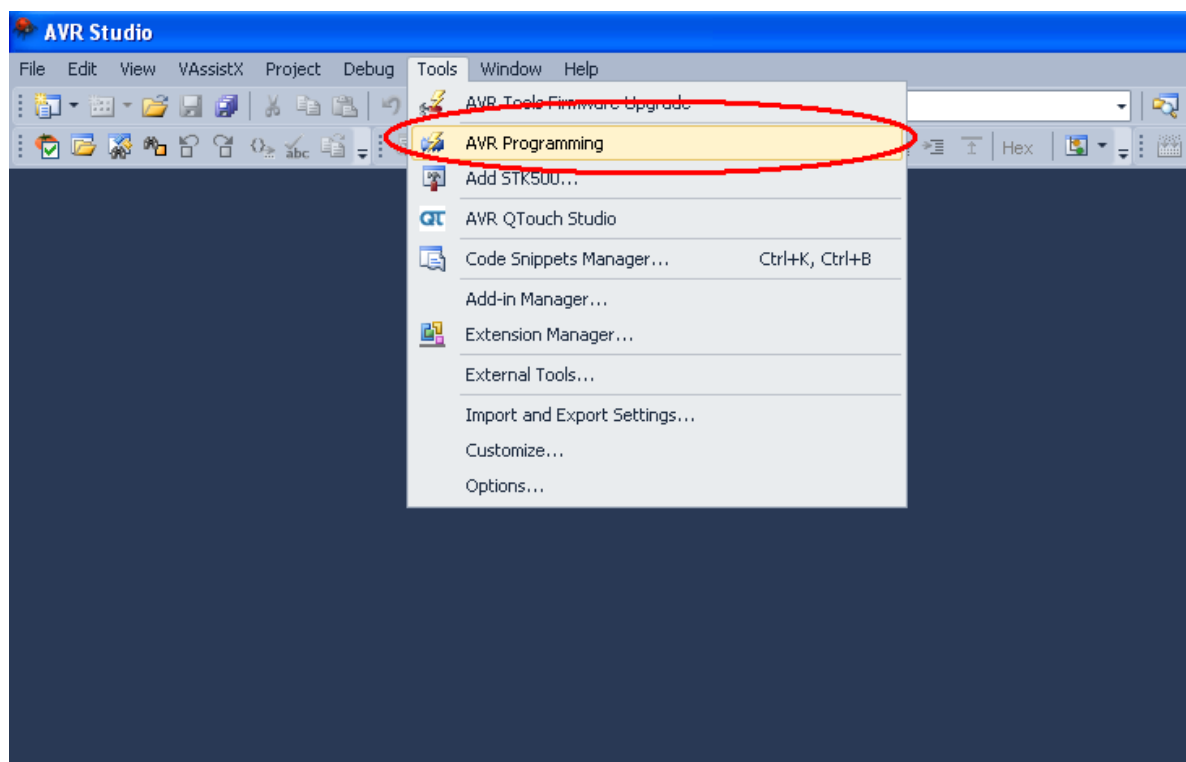 AVR Studio
File Edit View VAssistX Project Debug Tools Window Help
AVR Tools Firmware Upgrade
AVR Programming
Hex
Add STK500...
QT AVR QTouch Studio
Code Snippets Manager... Ctrl+K, Ctrl+B
Add-in Manager...
Extension Manager...
External Tools...
Import and Export Settings...
Customize...
Options...